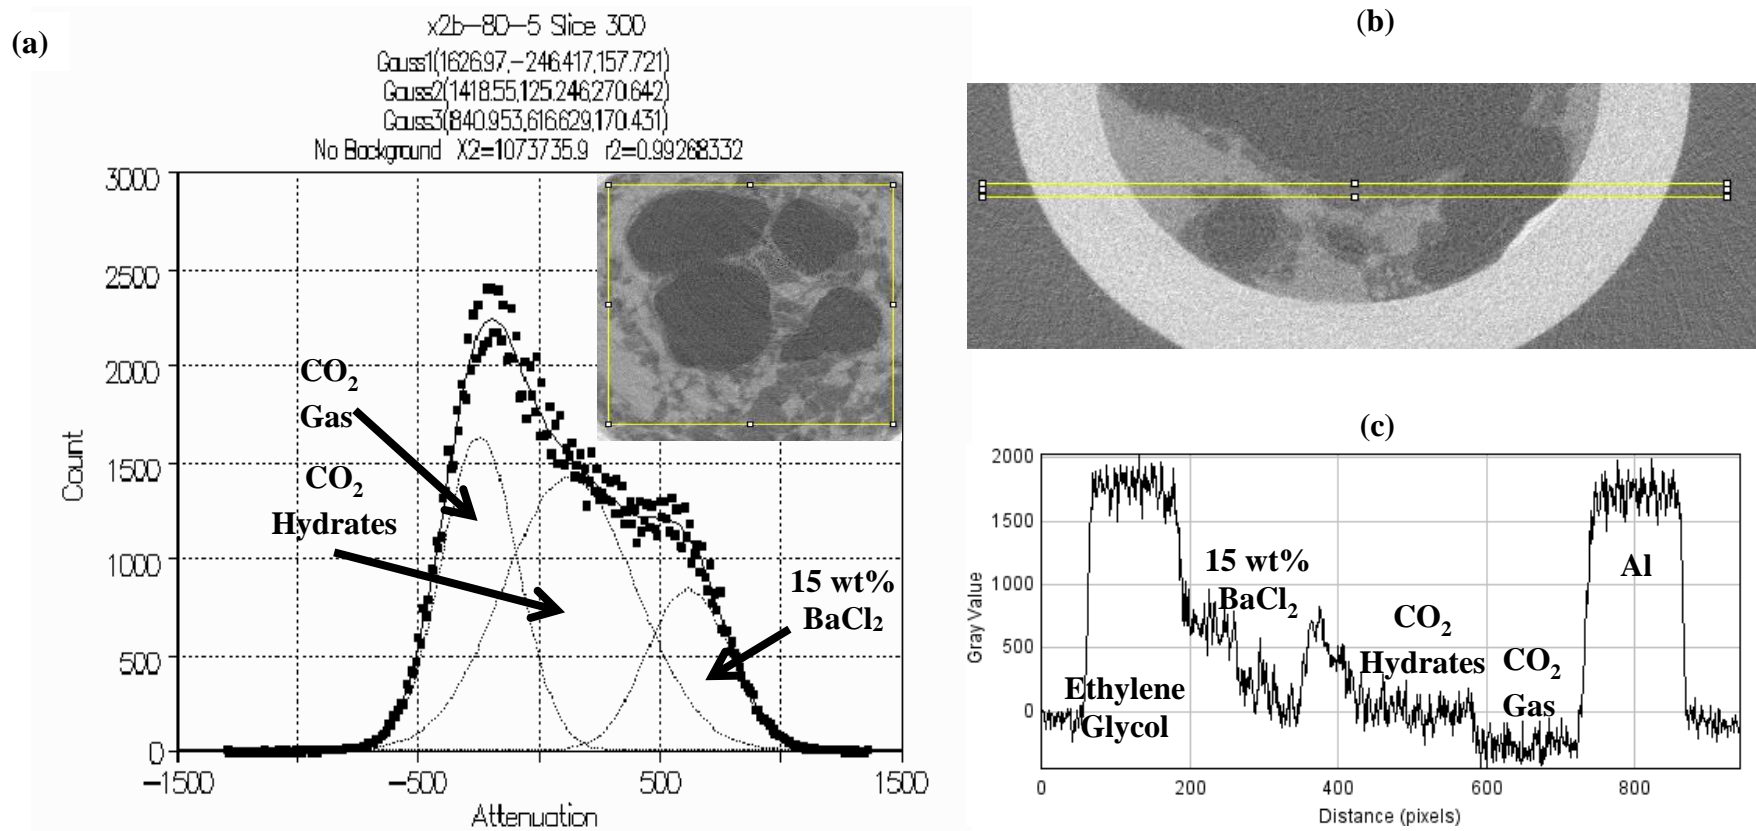 (a)
x2b-80-5 Slice 300
Gauss1(1626.97,-246.417,157.721)
Gauss2(1418.55,125.246,270.642)
Gauss3(840.953,616.629,170.431)
No Background X2=1073735.9 r2=0.99268332
3000
2500
2000
1500
1000
500
0
Count
-1500
-500
500
1500
Attenuation
CO2
Gas
CO2
Hydrates
15 wt%
BaCl2
(b)
(c)
2000
1500
1000
500
0
Gray Value
Ethylene
Glycol
15 wt%
BaCl2
CO2
Hydrates
CO2
Gas
Al
0
200
400
600
800
Distance (pixels)